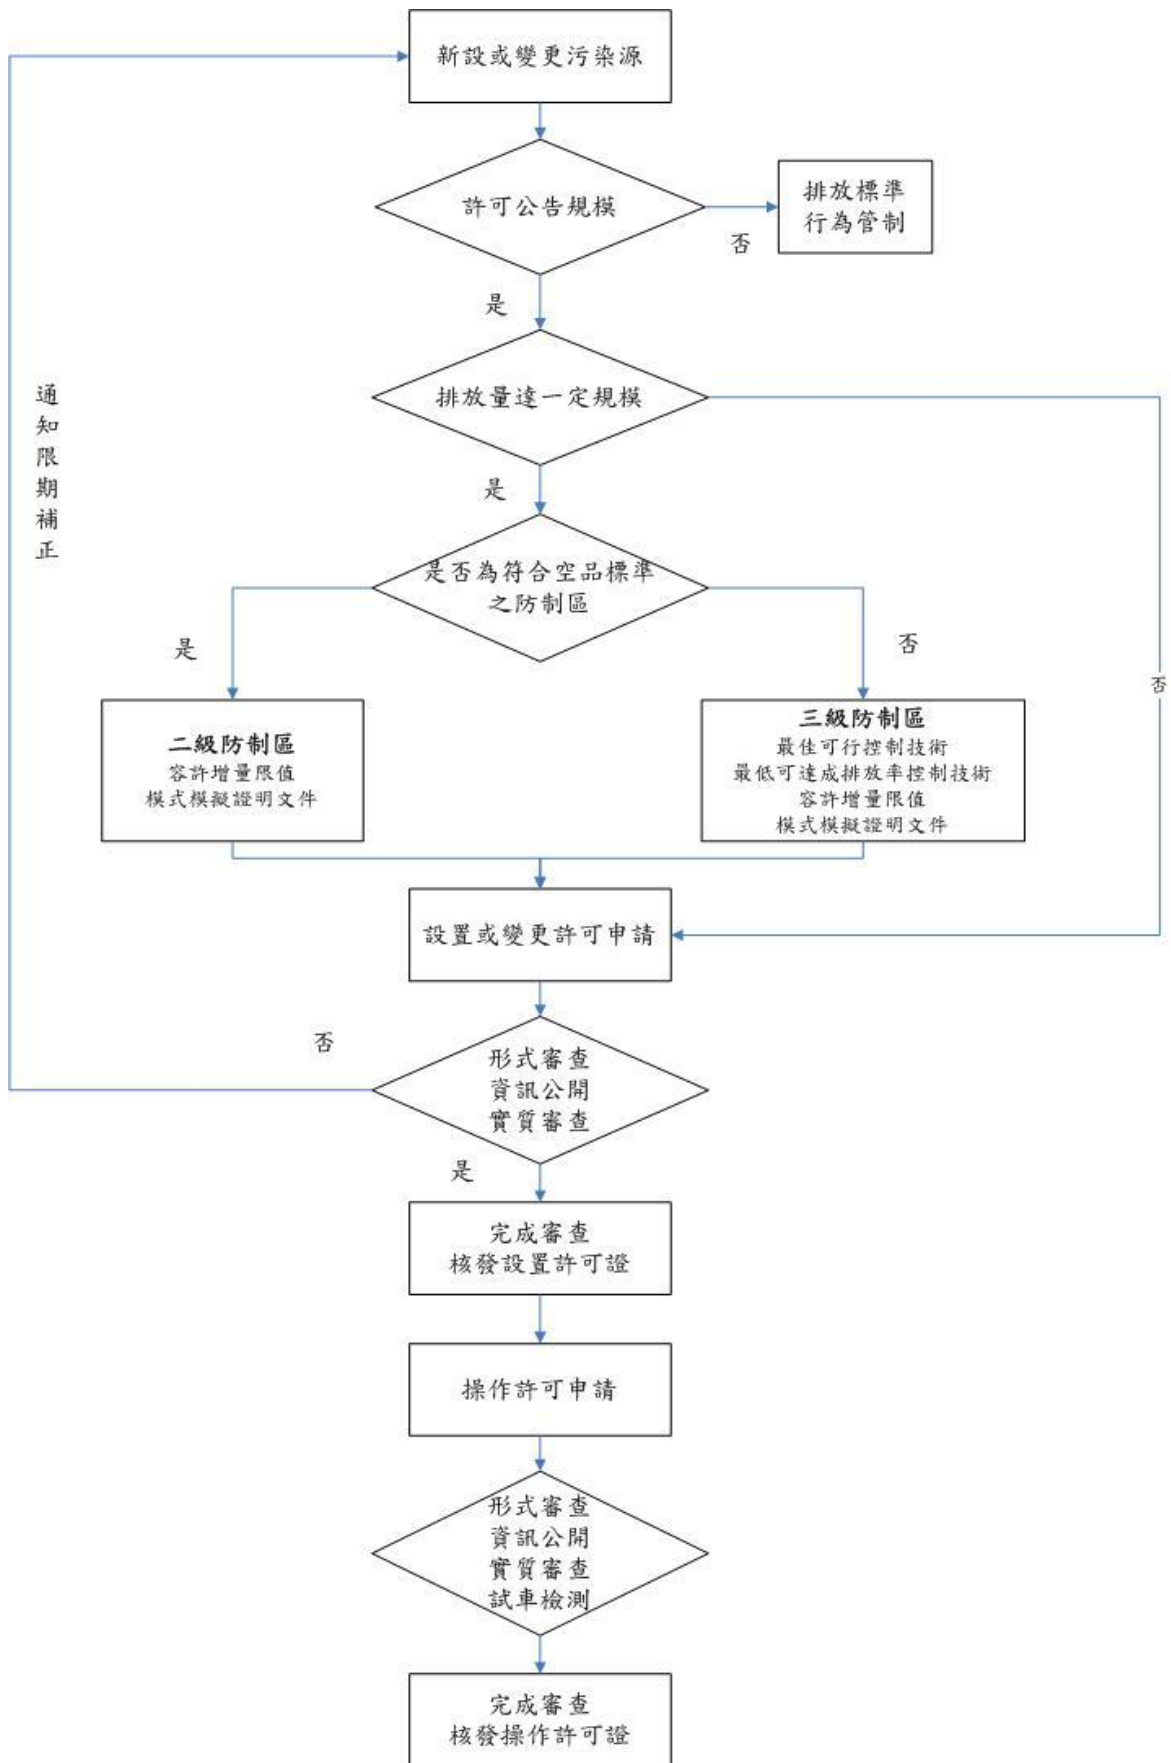 新設或變更污染源
許可公告規模
排放標準
行為管制
否
是
排放量達一定規模
通知限期補正
是
是否為符合空品標準
之防制區
是
否
否
二級防制區
容許增量限值
模式模擬證明文件
三級防制區
最佳可行控制技術
最低可達成排放率控制技術
容許增量限值
模式模擬證明文件
設置或變更許可申請
否
形式審查
資訊公開
實質審查
是
完成審查
核發設置許可證
操作許可申請
形式審查
資訊公開
實質審查
試車檢測
完成審查
核發操作許可證